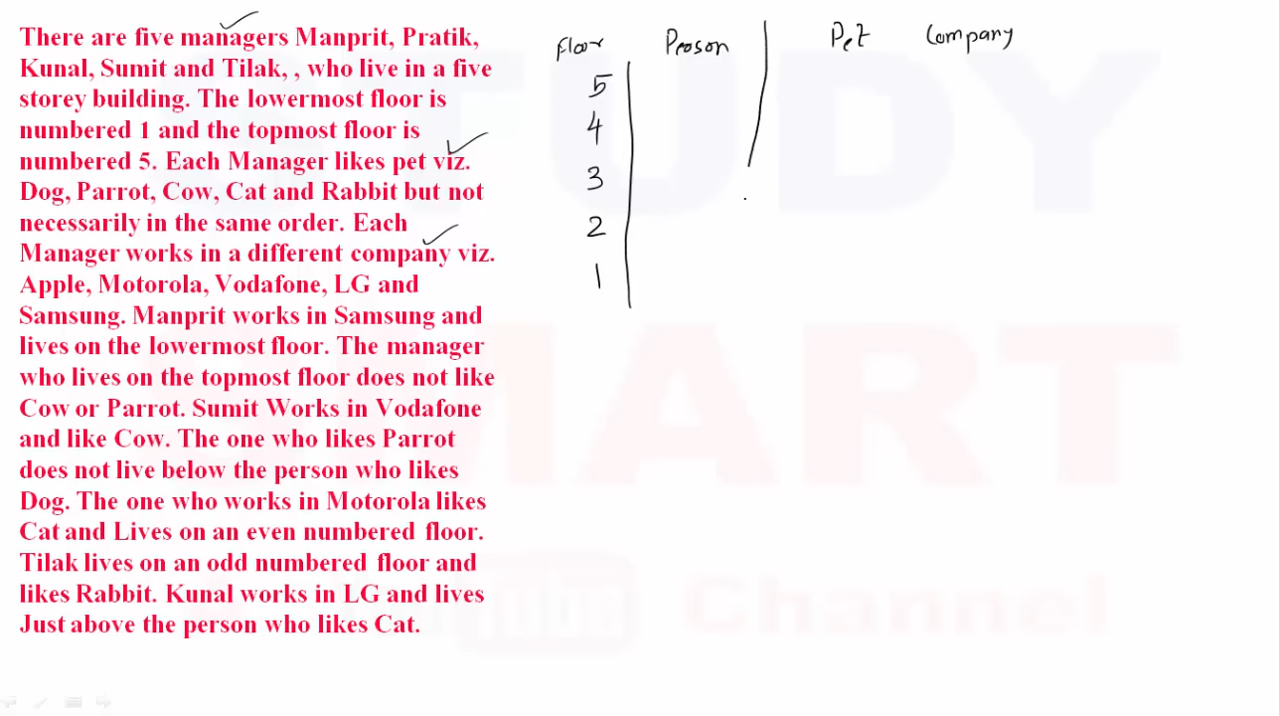 There are five managers Manprit, Pratik,
Kunal, Sumit and Tilak, , who live in a five
storey building. The lowermost floor is
numbered 1 and the topmost floor is
numbered 5. Each Manager likes pet viz.
Dog, Parrot, Cow, Cat and Rabbit but not
necessarily in the same order. Each
Manager works in a different company viz.
Apple, Motorola, Vodafone, LG and
Samsung. Manprit works in Samsung and
lives on the lowermost floor. The manager
who lives on the topmost floor does not like
Cow or Parrot. Sumit Works in Vodafone
and like Cow. The one who likes Parrot
does not live below the person who likes
Dog. The one who works in Motorola likes
Cat and Lives on an even numbered floor.
Tilak lives on an odd numbered floor and
likes Rabbit. Kunal works in LG and lives
Just above the person who likes Cat.
Floor Person Pet Company
5
4
3
2
1
STUDY
SMART
YouTube Channel